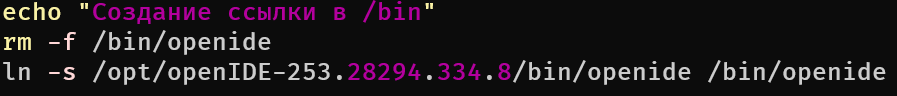 echo "Создание ссылки в /bin"
rm -f /bin/openide
ln -s /opt/openIDE-253.28294.334.8/bin/openide /bin/openide